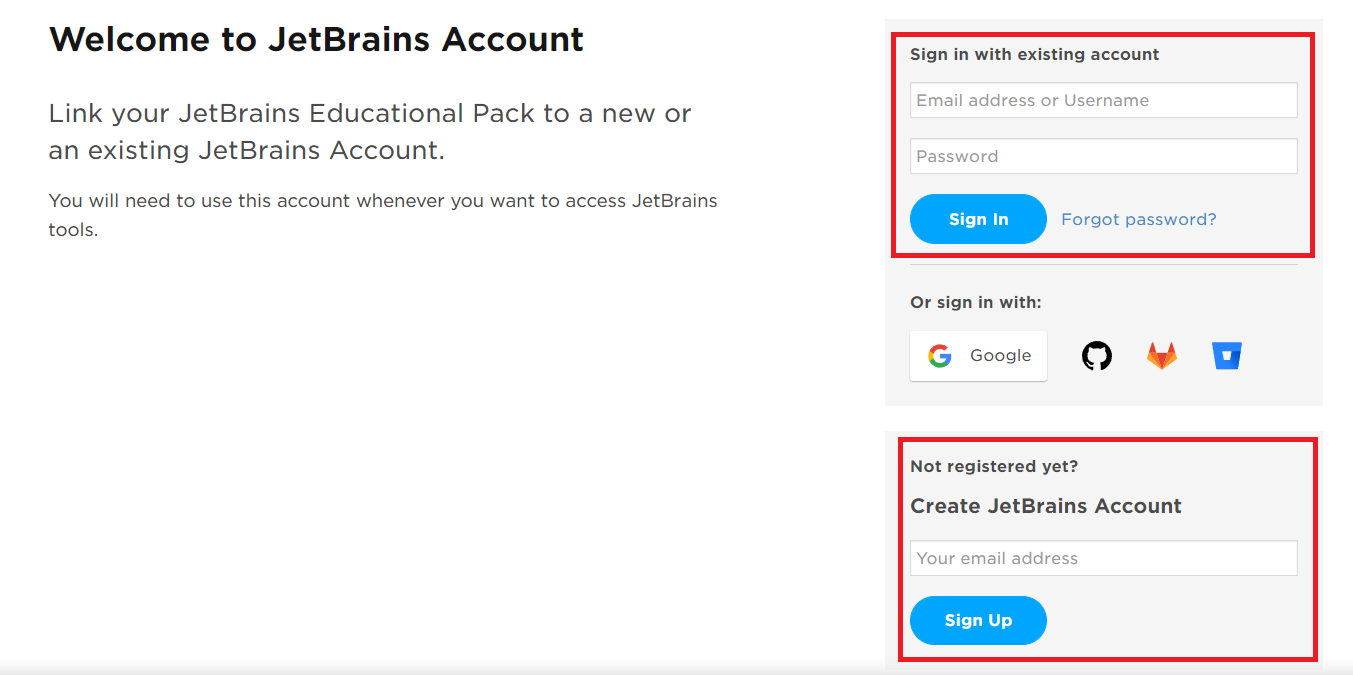 Welcome to JetBrains Account
Link your JetBrains Educational Pack to a new or
an existing JetBrains Account.
You will need to use this account whenever you want to access JetBrains
tools.
Sign in with existing account
Email address or Username
Password
Sign In
Forgot password?
Or sign in with:
Google
Not registered yet?
Create JetBrains Account
Your email address
Sign Up